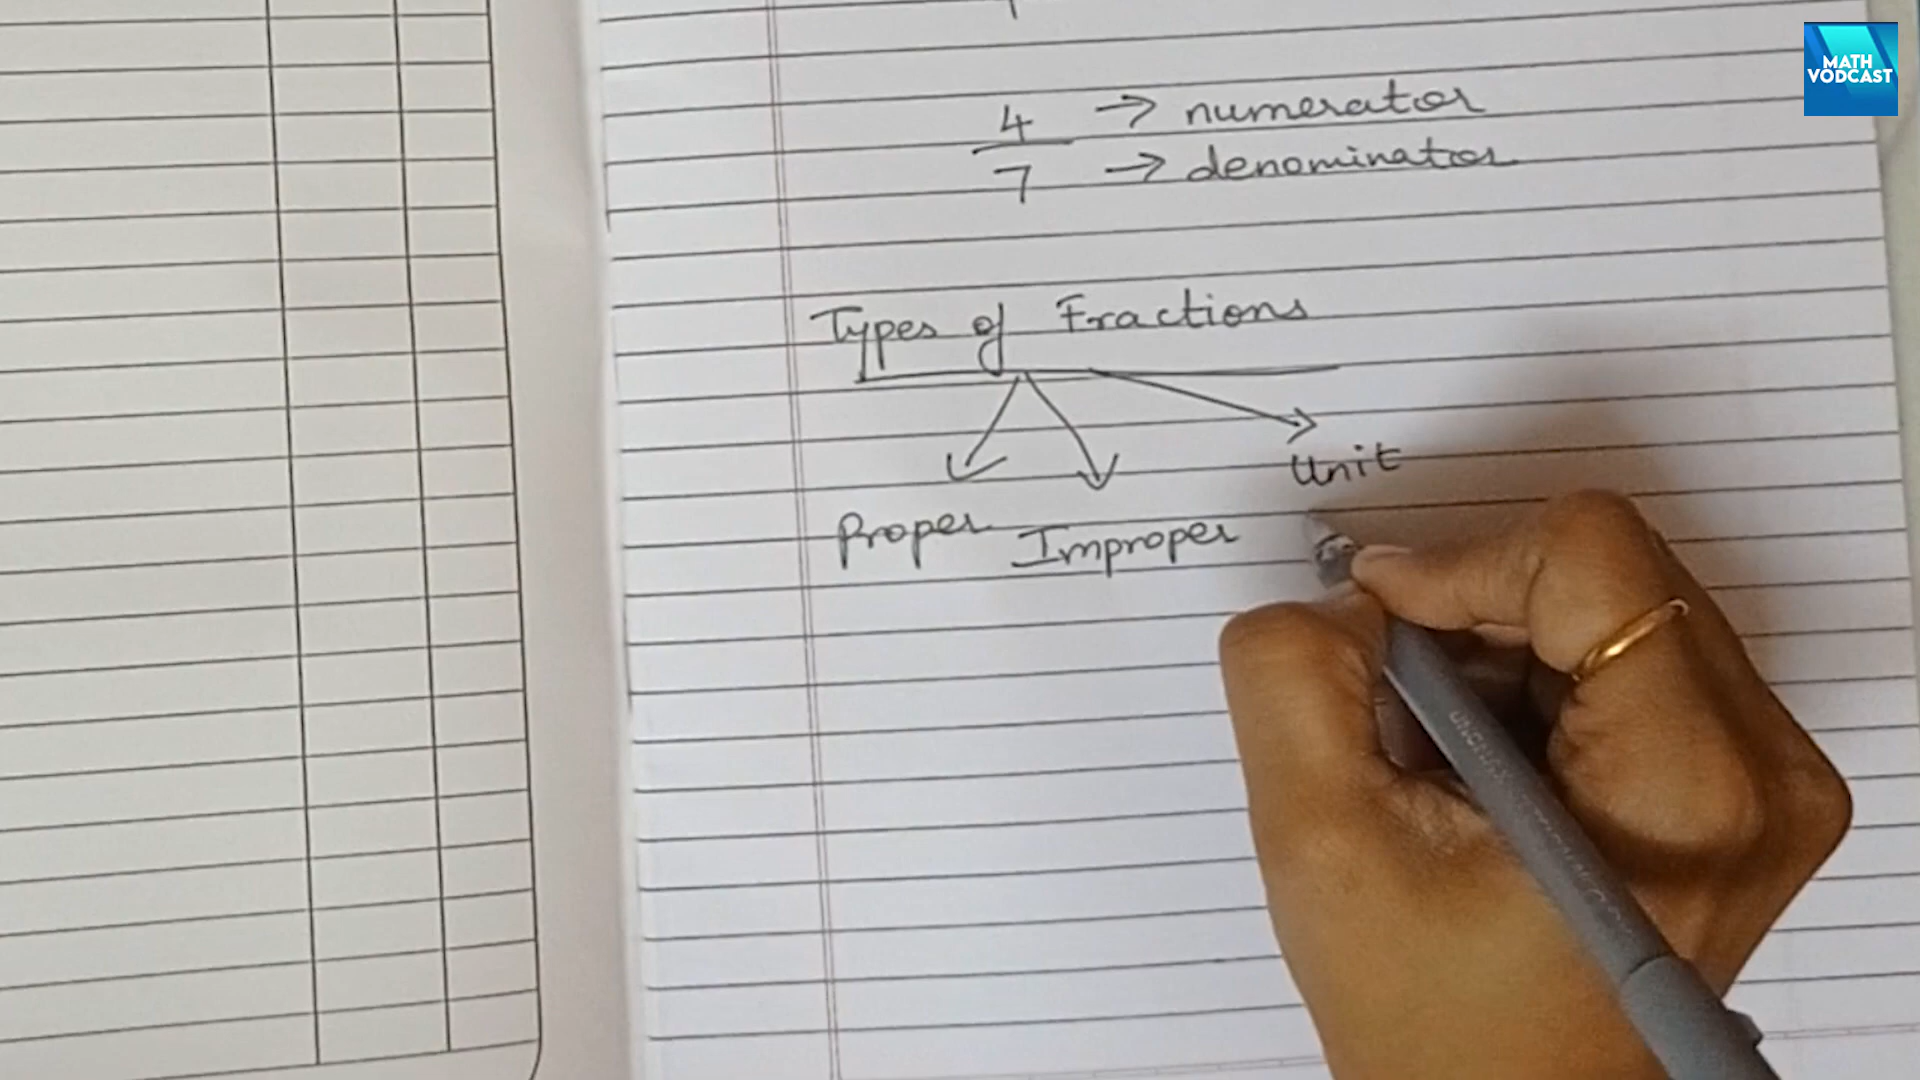 MATH
VODCAST
4 → numerator
7 → denominator
Types of Fractions
Unit
Proper Improper